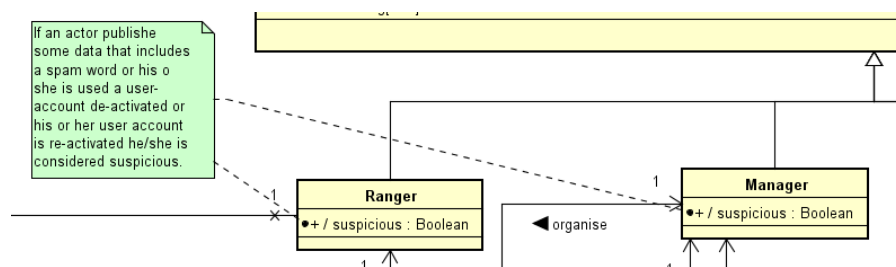 If an actor publishe
some data that includes
a spam word or his o
she is used a user-
account de-activated or
his or her user account
is re-activated he/she is
considered suspicious.
1
Ranger
+ / suspicious : Boolean
1
◀ organise
1
Manager
+ / suspicious : Boolean
1